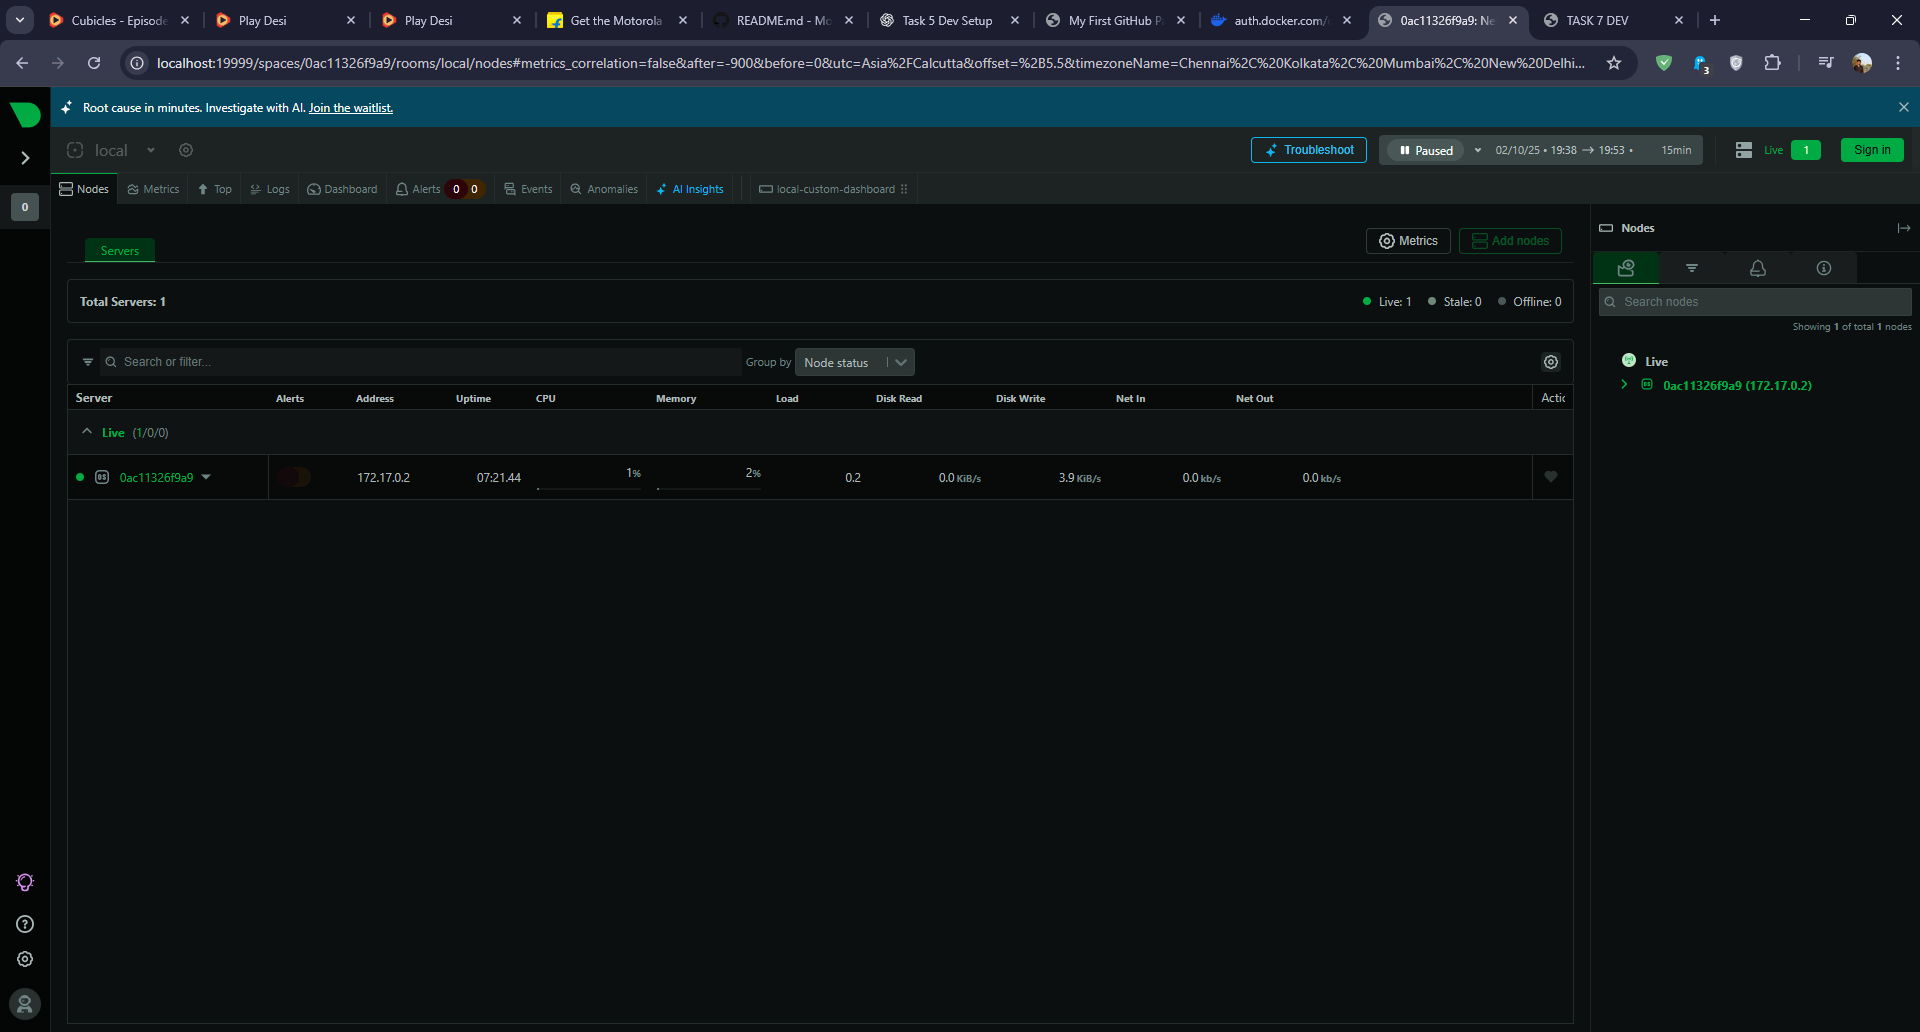 Cubicles - Episode
Play Desi
Play Desi
Get the Motorola
README.md - Mo
Task 5 Dev Setup
My First GitHub P
auth.docker.com/
0ac11326f9a9: Ne
TASK 7 DEV
localhost:19999/spaces/0ac11326f9a9/rooms/local/nodes#metrics_correlation=false&after=-900&before=0&utc=Asia%2FCalcutta&offset=%2B5.5&timezoneName=Chennai%2C%20Kolkata%2C%20Mumbai%2C%20New%20Delhi...
3
Root cause in minutes. Investigate with AI. Join the waitlist.
local
Troubleshoot
Paused
02/10/25 • 19:38 → 19:53 •
15min
Live
1
Sign in
Nodes
Metrics
Top
Logs
Dashboard
Alerts
0
0
Events
Anomalies
AI Insights
local-custom-dashboard
0
Servers
Metrics
Add nodes
Total Servers: 1
Live: 1
Stale: 0
Offline: 0
Search or filter...
Group by
Node status
Server
Alerts
Address
Uptime
CPU
Memory
Load
Disk Read
Disk Write
Net In
Net Out
Actic
Live (1/0/0)
OS
0ac11326f9a9
172.17.0.2
07:21.44
1%
2%
0.2
0.0 KiB/s
3.9 KiB/s
0.0 kb/s
0.0 kb/s
Nodes
Search nodes
Showing 1 of total 1 nodes
Live
OS
0ac11326f9a9 (172.17.0.2)